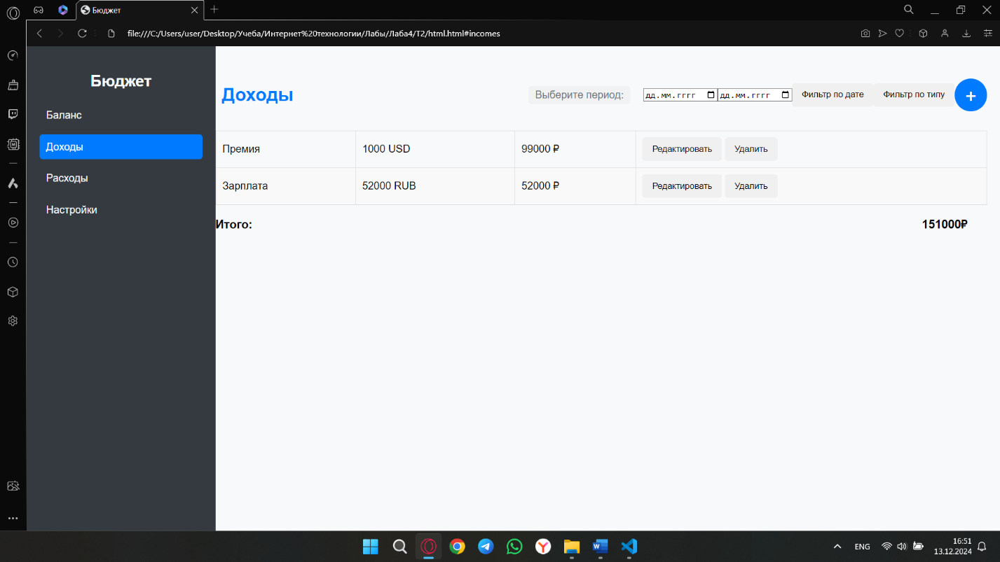 Бюджет
file:///C:/Users/user/Desktop/Учеба/Интернет%20технологии/Лабы/Лаба4/T2/html.html#incomes
Бюджет
Баланс
Доходы
Расходы
Настройки
Доходы
Выберите период: дд.мм.гггг дд.мм.гггг Фильтр по дате Фильтр по типу +
Премия 1000 USD 99000 ₽ Редактировать Удалить
Зарплата 52000 RUB 52000 ₽ Редактировать Удалить
Итого: 151000₽
ENG
16:51
13.12.2024